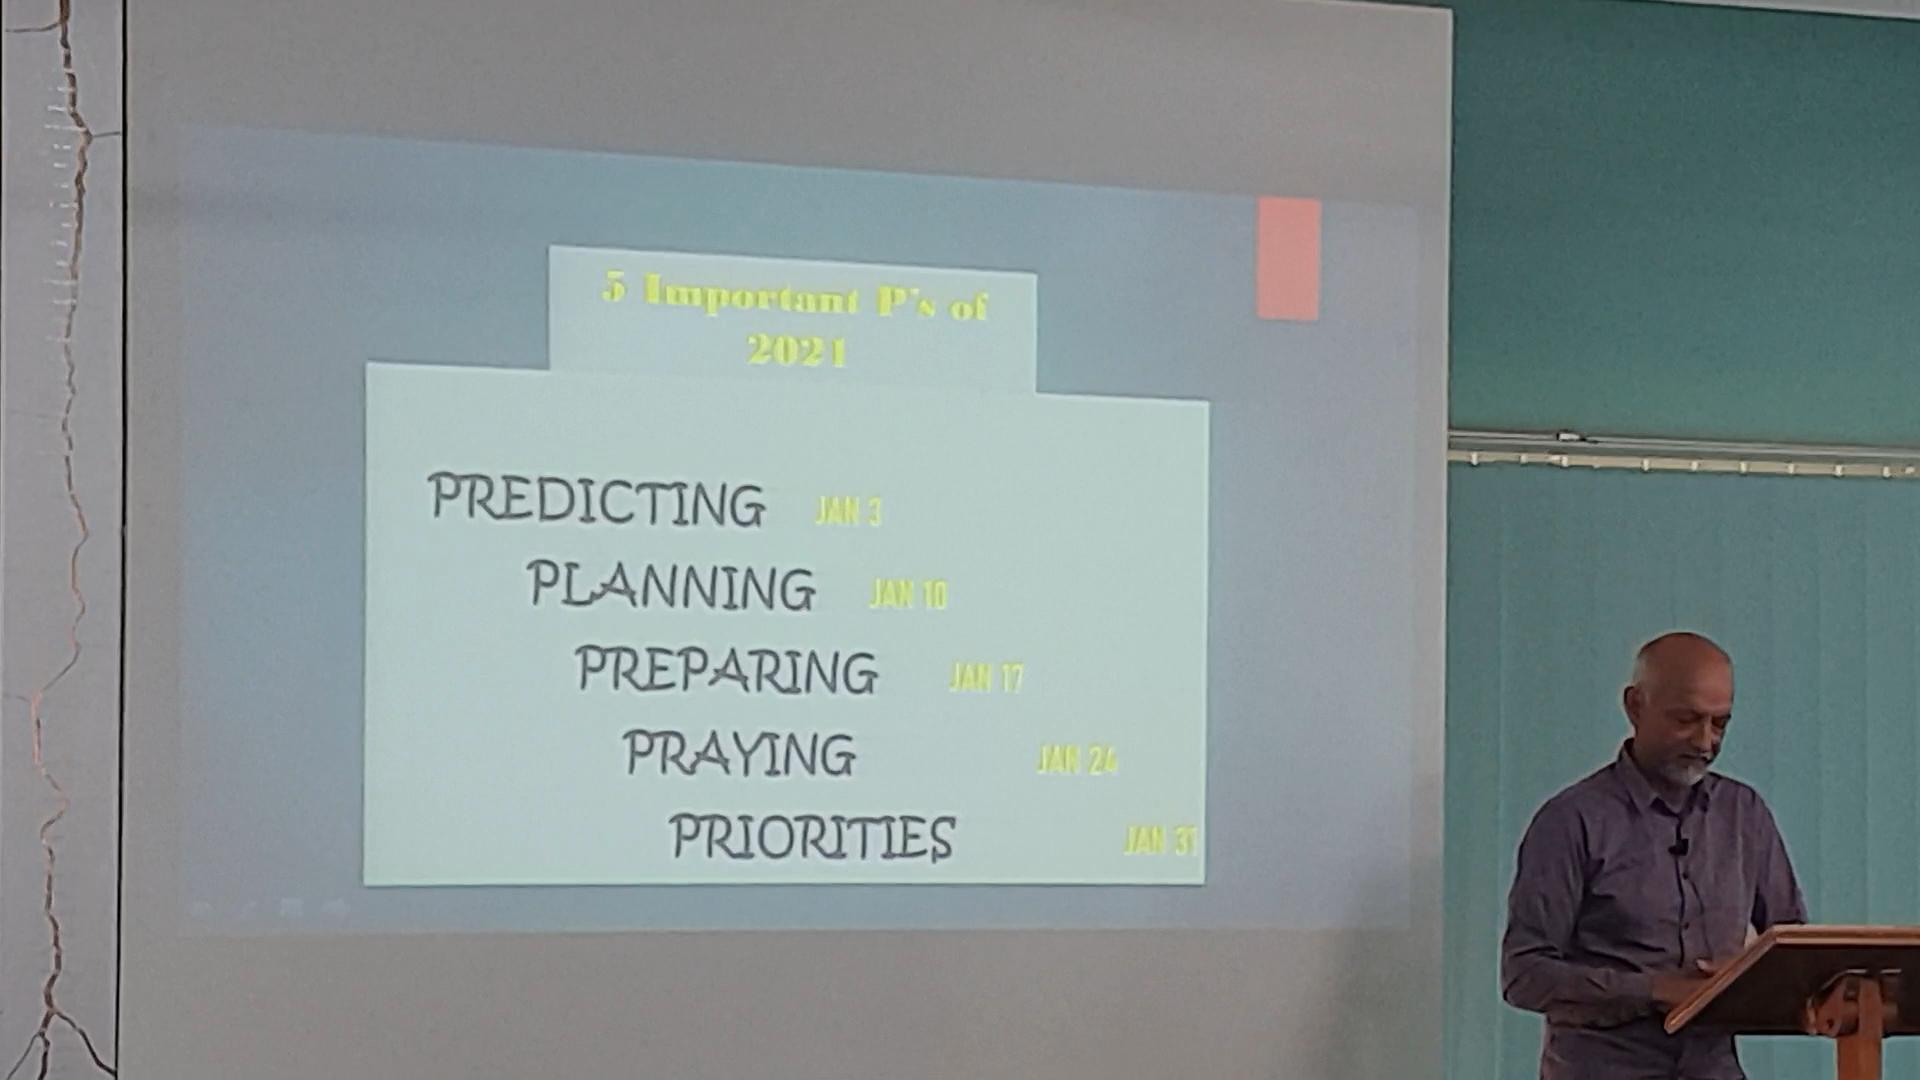 5 Important P's of
2021
PREDICTING JAN 3
PLANNING JAN 10
PREPARING JAN 17
PRAYING JAN 24
PRIORITIES JAN 31